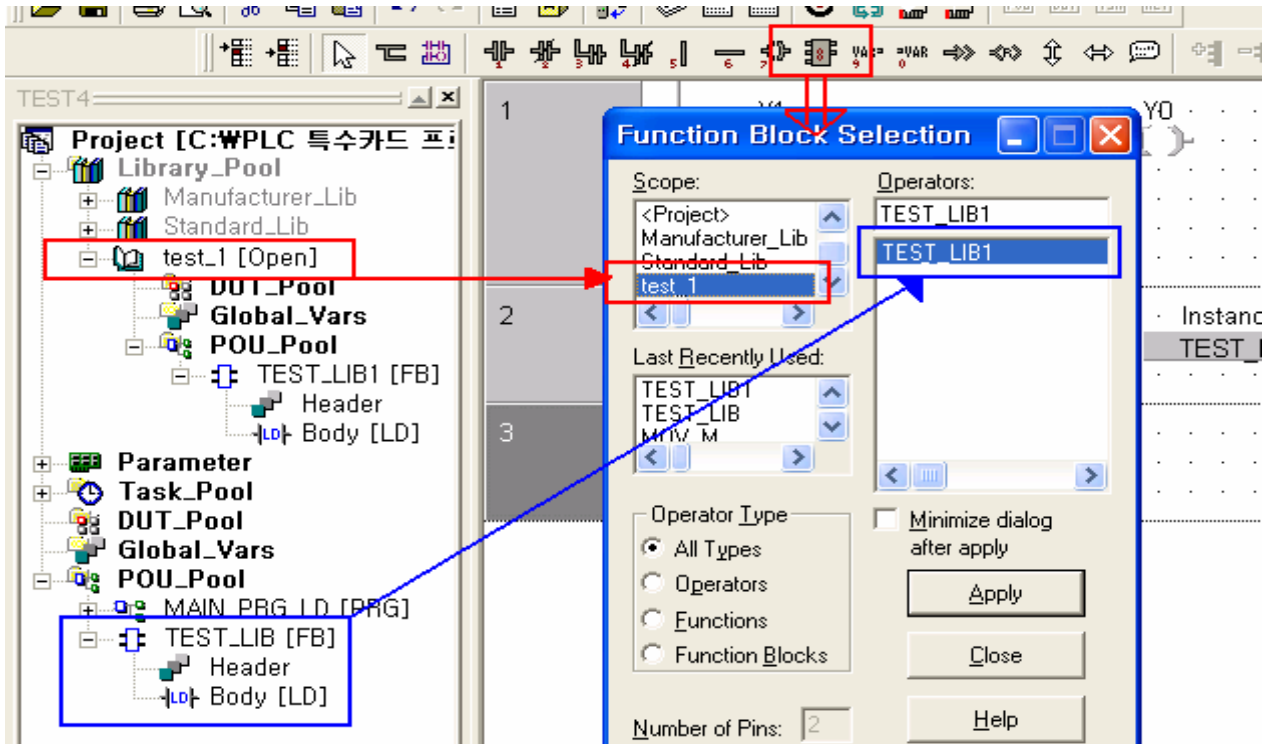 TEST4
Project [C:₩PLC 특수카드 프
Library_Pool
Manufacturer_Lib
Standard_Lib
test_1 [Open]
DUT_Pool
Global_Vars
POU_Pool
TEST_LIB1 [FB]
Header
Body [LD]
Parameter
Task_Pool
DUT_Pool
Global_Vars
POU_Pool
MAIN_PRG_LD [PRG]
TEST_LIB [FB]
Header
Body [LD]
1
2
3
Y0
Instanc
TEST_
Function Block Selection
Scope:
<Project>
Manufacturer_Lib
Standard_Lib
test_1
Last Recently Used:
TEST_LIB1
TEST_LIB
MOV_M
Operator Type
All Types
Operators
Functions
Function Blocks
Number of Pins: 2
Operators:
TEST_LIB1
TEST_LIB1
Minimize dialog
after apply
Apply
Close
Help